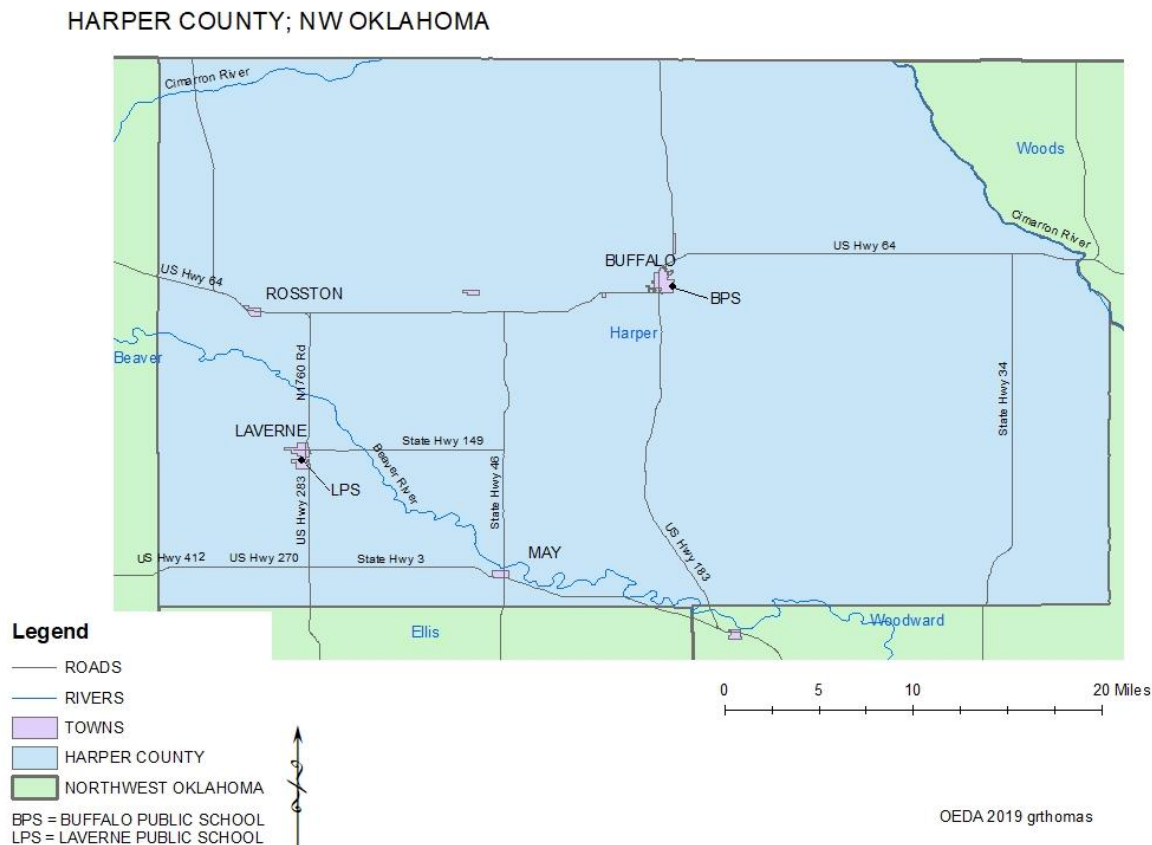 HARPER COUNTY; NW OKLAHOMA
Cimarron River
Woods
Cimarron River
US Hwy 64
BUFFALO
US Hwy 64
ROSSTON
BPS
Harper
Beaver
N1760 Rd
State Hwy 34
LAVERNE
State Hwy 149
Beaver River
State Hwy 46
LPS
US Hwy 283
US Hwy 183
MAY
US Hwy 412
US Hwy 270
State Hwy 3
Ellis
Woodward
Legend
ROADS
RIVERS
TOWNS
HARPER COUNTY
NORTHWEST OKLAHOMA
BPS = BUFFALO PUBLIC SCHOOL
LPS = LAVERNE PUBLIC SCHOOL
0 5 10 20 Miles
OEDA 2019 grthomas